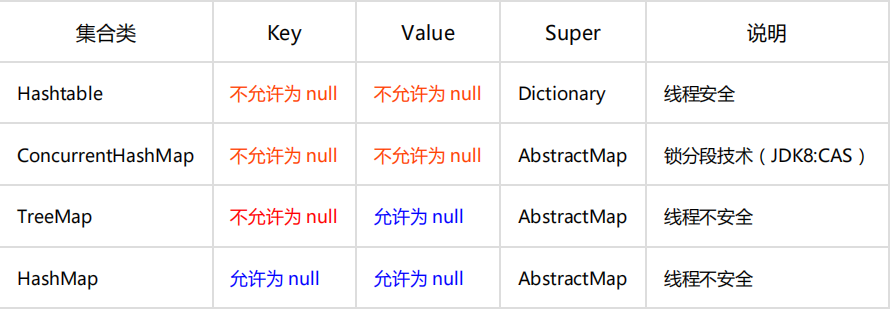 集合类 Key Value Super 说明
Hashtable 不允许为 null 不允许为 null Dictionary 线程安全
ConcurrentHashMap 不允许为 null 不允许为 null AbstractMap 锁分段技术（JDK8:CAS）
TreeMap 不允许为 null 允许为 null AbstractMap 线程不安全
HashMap 允许为 null 允许为 null AbstractMap 线程不安全